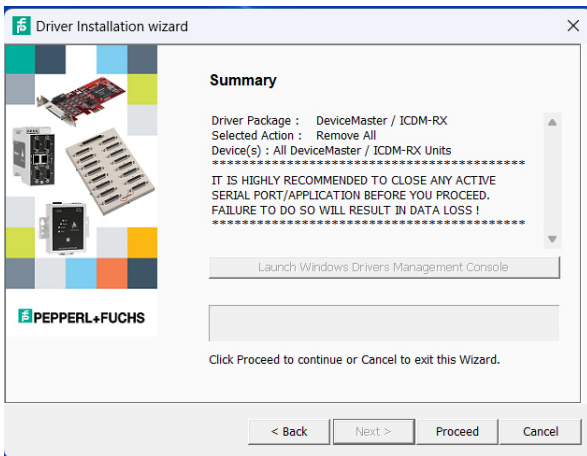 Driver Installation wizard
Summary
Driver Package : DeviceMaster / ICDM-RX
Selected Action : Remove All
Device(s) : All DeviceMaster / ICDM-RX Units
******************************************
IT IS HIGHLY RECOMMENDED TO CLOSE ANY ACTIVE
SERIAL PORT/APPLICATION BEFORE YOU PROCEED.
FAILURE TO DO SO WILL RESULT IN DATA LOSS !
******************************************
Launch Windows Drivers Management Console
PEPPERL+FUCHS
Click Proceed to continue or Cancel to exit this Wizard.
< Back Next > Proceed Cancel